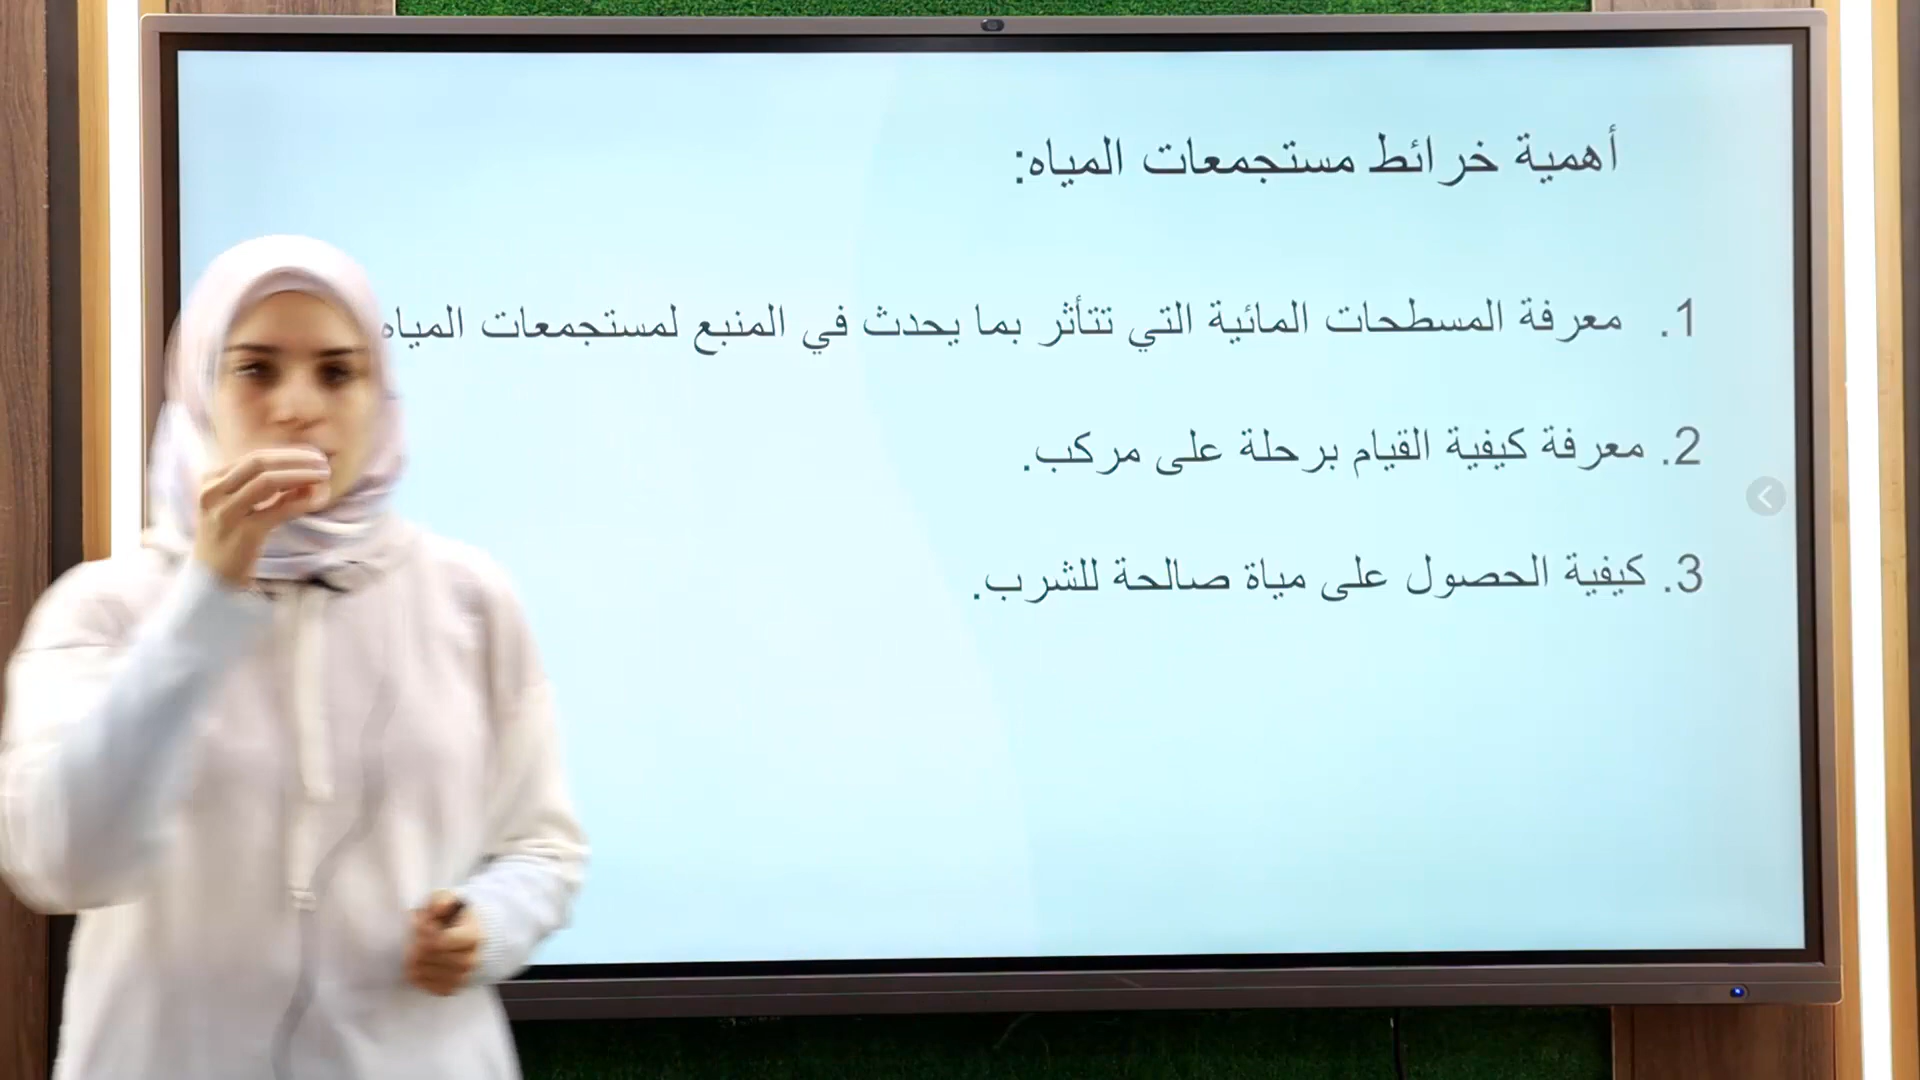 أهمية خرائط مستجمعات المياه:
1. معرفة المسطحات المائية التي تتأثر بما يحدث في المنبع لمستجمعات المياه
2. معرفة كيفية القيام برحلة على مركب.
3. كيفية الحصول على مياة صالحة للشرب.